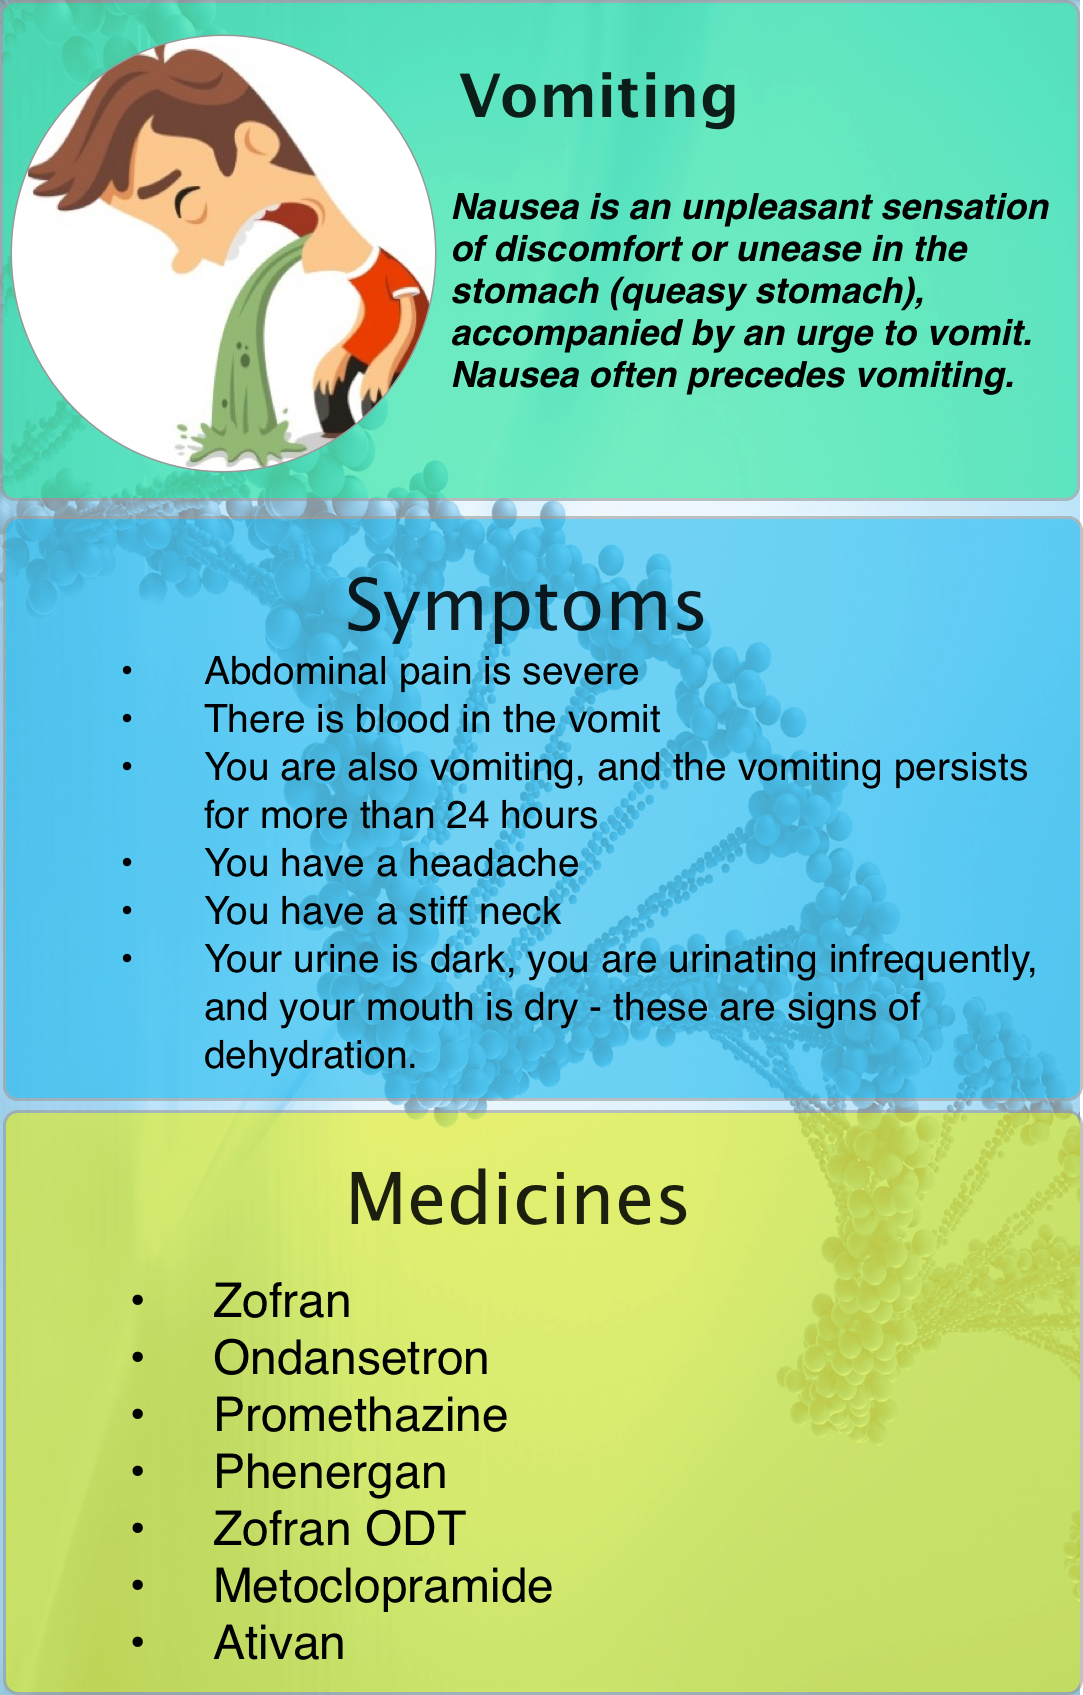 Vomiting
Nausea is an unpleasant sensation
of discomfort or unease in the
stomach (queasy stomach),
accompanied by an urge to vomit.
Nausea often precedes vomiting.
Symptoms
• Abdominal pain is severe
• There is blood in the vomit
• You are also vomiting, and the vomiting persists
for more than 24 hours
• You have a headache
• You have a stiff neck
• Your urine is dark, you are urinating infrequently,
and your mouth is dry - these are signs of
dehydration.
Medicines
• Zofran
• Ondansetron
• Promethazine
• Phenergan
• Zofran ODT
• Metoclopramide
• Ativan